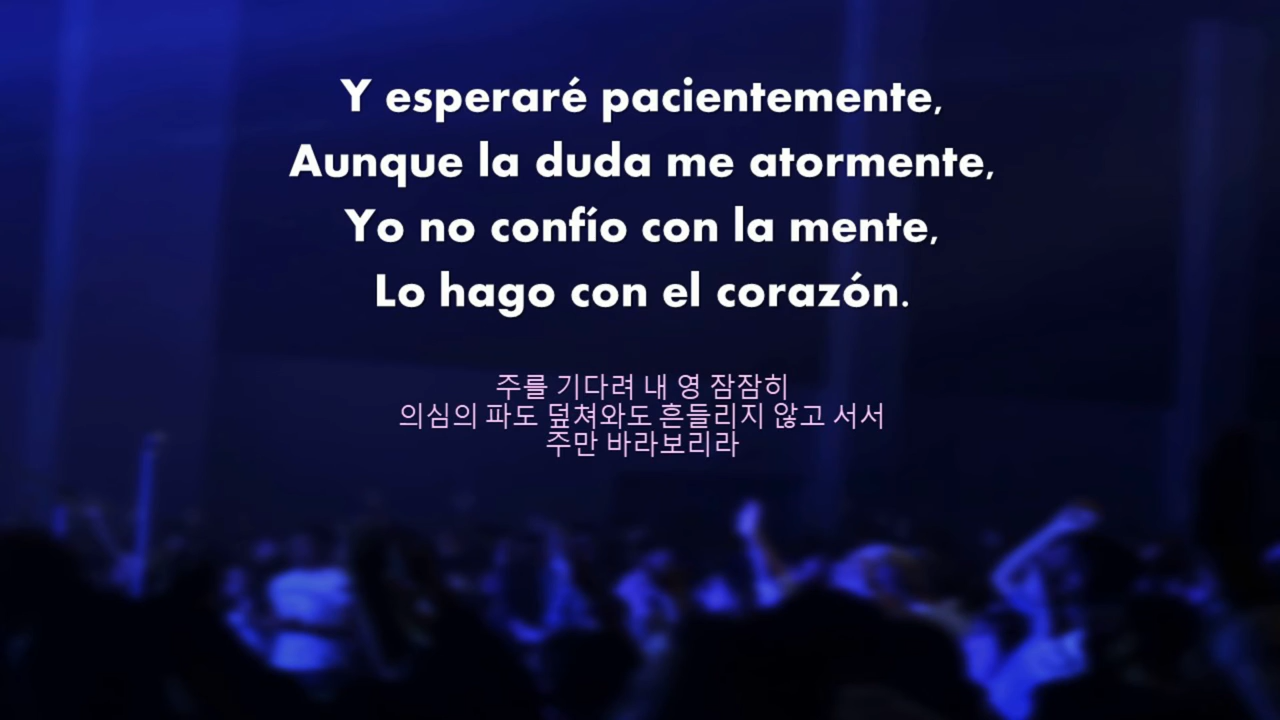 Y esperaré pacientemente,
Aunque la duda me atormente,
Yo no confío con la mente,
Lo hago con el corazón.
주를 기다려 내 영 잠잠히
의심의 파도 덮쳐와도 흔들리지 않고 서서
주만 바라보리라